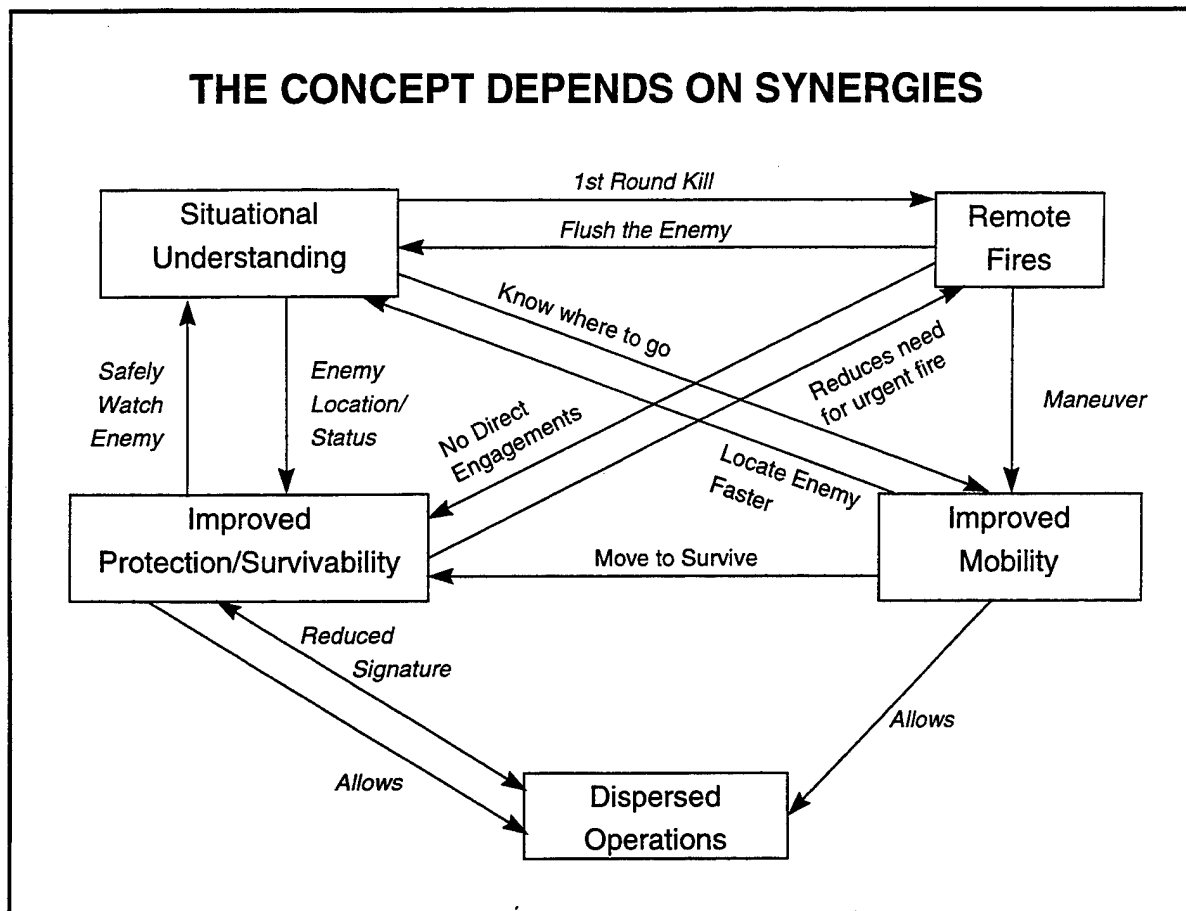 THE CONCEPT DEPENDS ON SYNERGIES
1st Round Kill
Situational
Understanding
Remote
Fires
Flush the Enemy
Know where to go
Safely
Watch
Enemy
Enemy
Location/
Status
No Direct
Engagements
Reduces need
for urgent fire
Maneuver
Locate Enemy
Faster
Improved
Protection/Survivability
Improved
Mobility
Move to Survive
Reduced
Signature
Allows
Allows
Dispersed
Operations